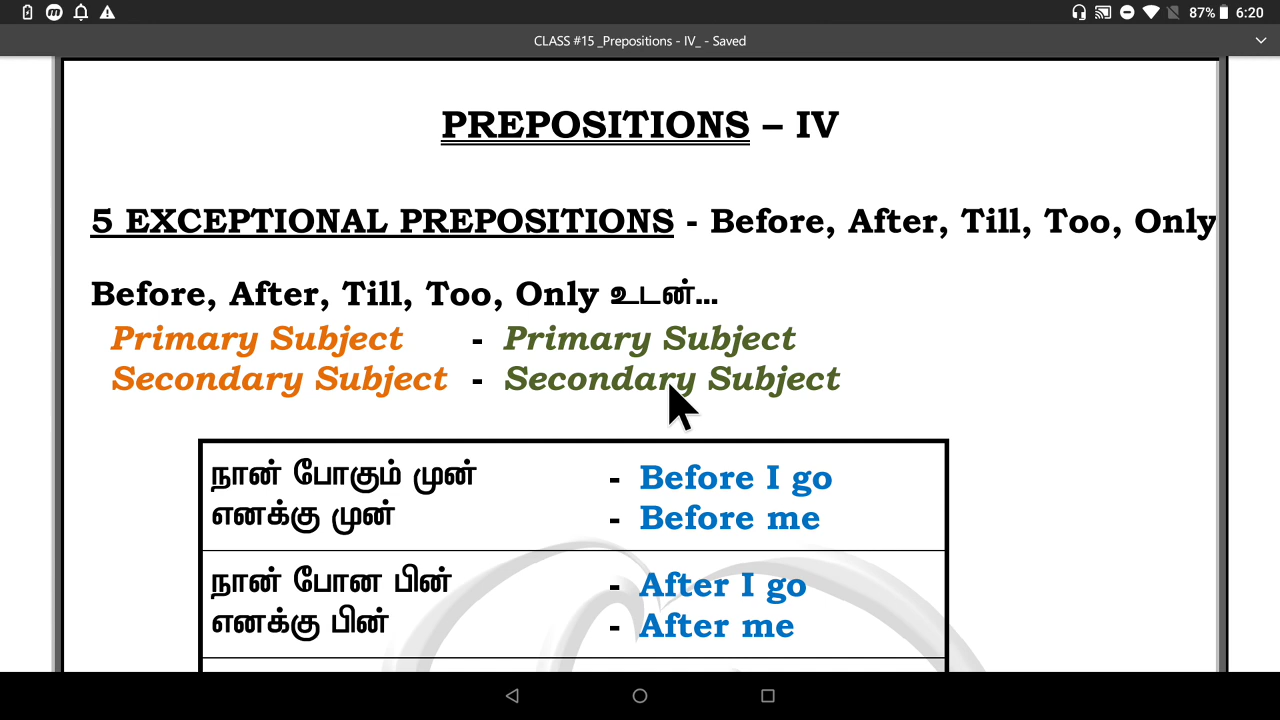 87% 6:20
CLASS #15 _Prepositions - IV_ - Saved
PREPOSITIONS – IV
5 EXCEPTIONAL PREPOSITIONS - Before, After, Till, Too, Only
Before, After, Till, Too, Only உடன்...
Primary Subject - Primary Subject
Secondary Subject - Secondary Subject
நான் போகும் முன் - Before I go
எனக்கு முன் - Before me
நான் போன பின் - After I go
எனக்கு பின் - After me